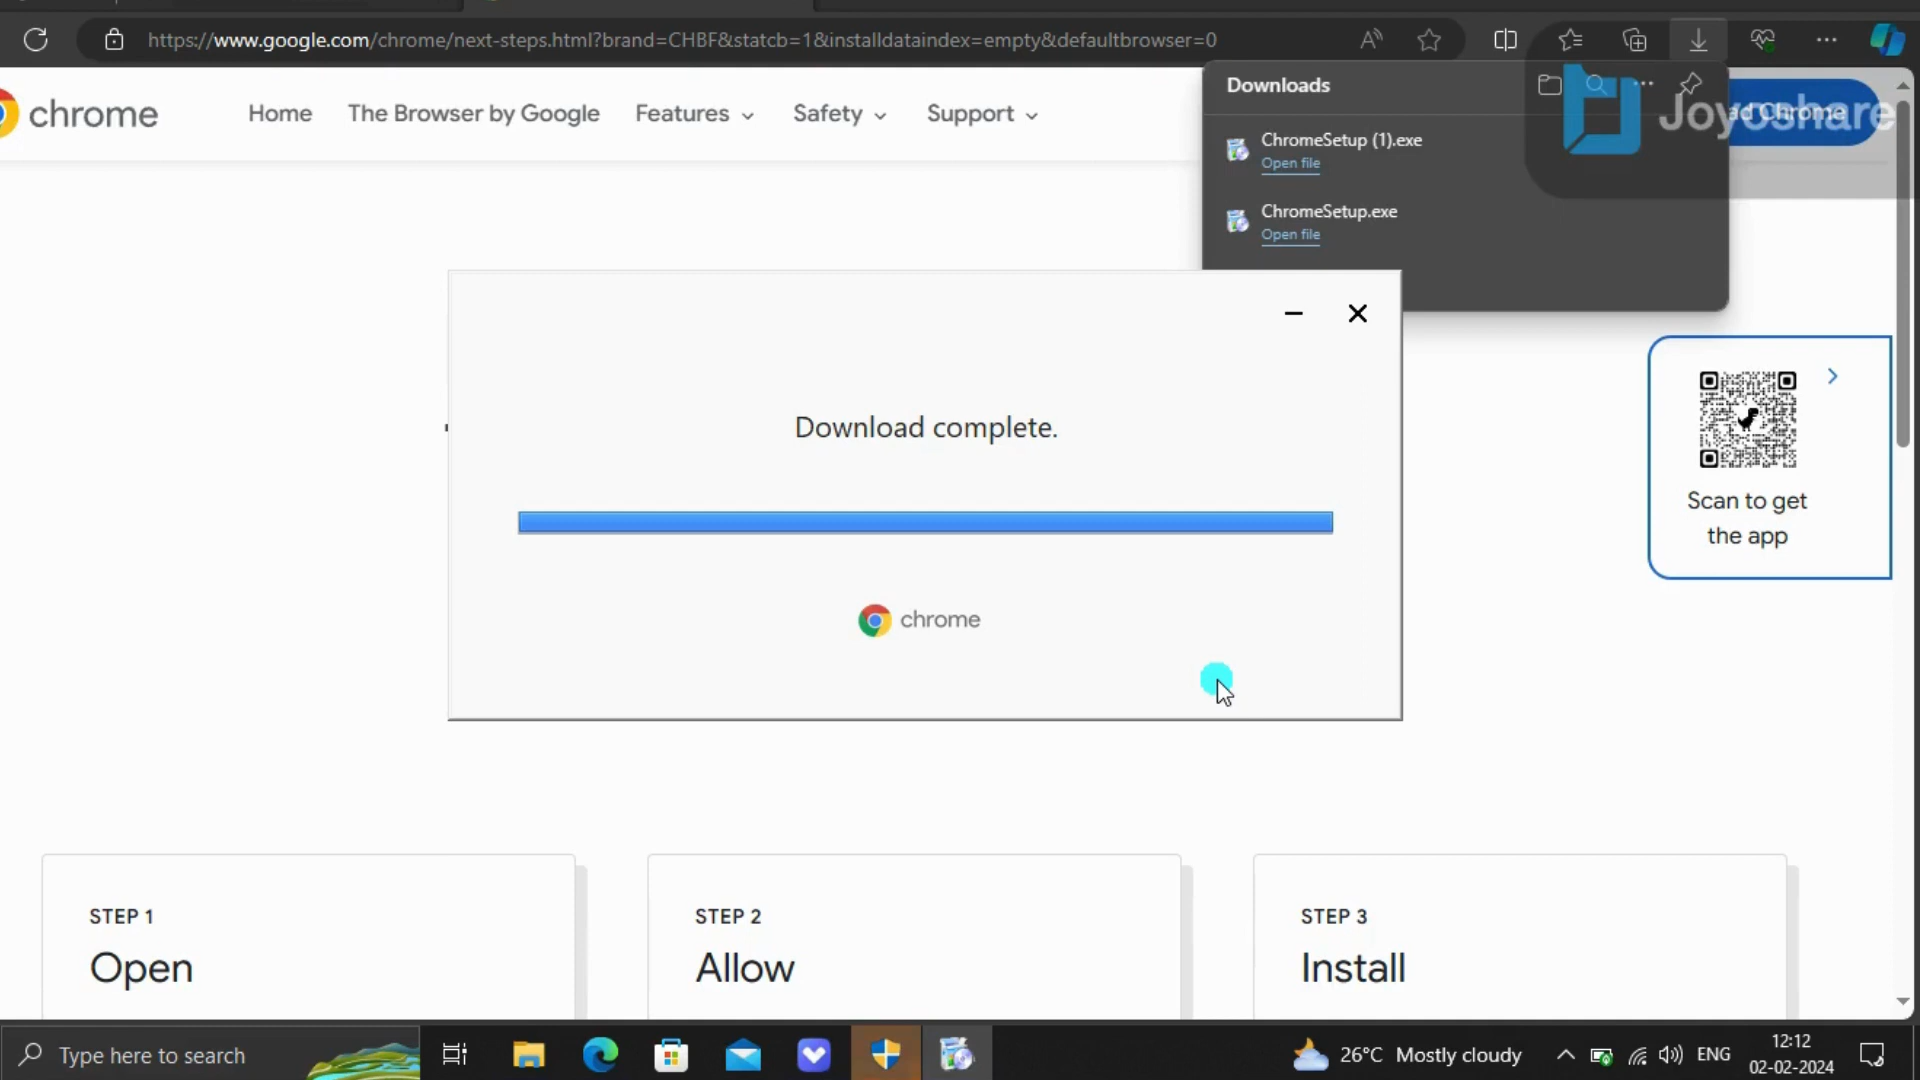 https://www.google.com/chrome/next-steps.html?brand=CHBF&statcb=1&installdataindex=empty&defaultbrowser=0
chrome
Home
The Browser by Google
Features
Safety
Support
Downloads
ChromeSetup (1).exe
Open file
ChromeSetup.exe
Open file
ad Chrome
Joyoshare
Download complete.
chrome
Scan to get
the app
STEP 1
Open
STEP 2
Allow
STEP 3
Install
Type here to search
26°C Mostly cloudy
ENG
12:12
02-02-2024